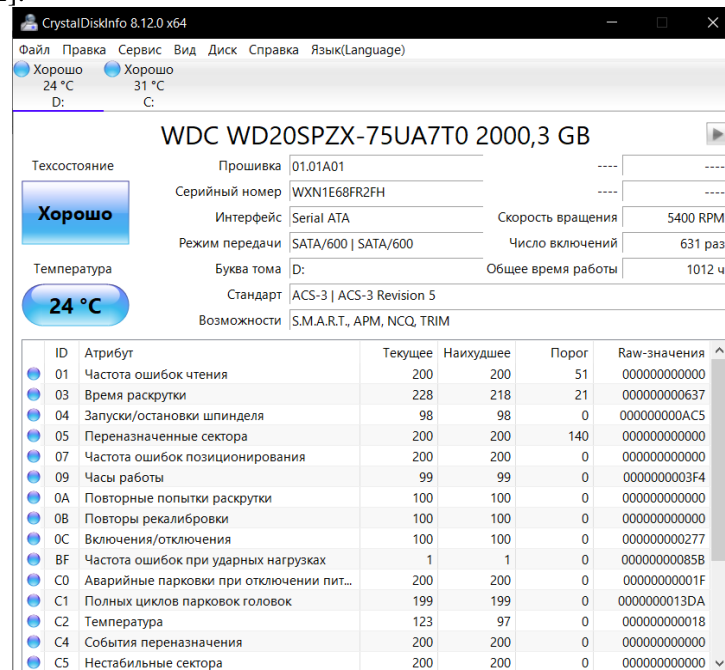 CrystalDiskInfo 8.12.0 x64
Файл Правка Сервис Вид Диск Справка Язык(Language)
Хорошо Хорошо
24 °C 31 °C
D: C:
WDC WD20SPZX-75UA7T0 2000,3 GB
Техсостояние Прошивка 01.01A01 ---- ----
Серийный номер WXN1E68FR2FH ---- ----
Хорошо Интерфейс Serial ATA Скорость вращения 5400 RPM
Режим передачи SATA/600 | SATA/600 Число включений 631 раз
Температура Буква тома D: Общее время работы 1012 ч
24 °C Стандарт ACS-3 | ACS-3 Revision 5
Возможности S.M.A.R.T., APM, NCQ, TRIM
ID Атрибут Текущее Наихудшее Порог Raw-значения
01 Частота ошибок чтения 200 200 51 000000000000
03 Время раскрутки 228 218 21 000000000637
04 Запуски/остановки шпинделя 98 98 0 000000000AC5
05 Переназначенные сектора 200 200 140 000000000000
07 Частота ошибок позиционирования 200 200 0 000000000000
09 Часы работы 99 99 0 0000000003F4
0A Повторные попытки раскрутки 100 100 0 000000000000
0B Повторы рекалибровки 100 100 0 000000000000
0C Включения/отключения 100 100 0 000000000277
BF Частота ошибок при ударных нагрузках 1 1 0 00000000085B
C0 Аварийные парковки при отключении пит... 200 200 0 00000000001F
C1 Полных циклов парковок головок 199 199 0 0000000013DA
C2 Температура 123 97 0 000000000018
C4 События переназначения 200 200 0 000000000000
C5 Нестабильные сектора 200 200 0 000000000000